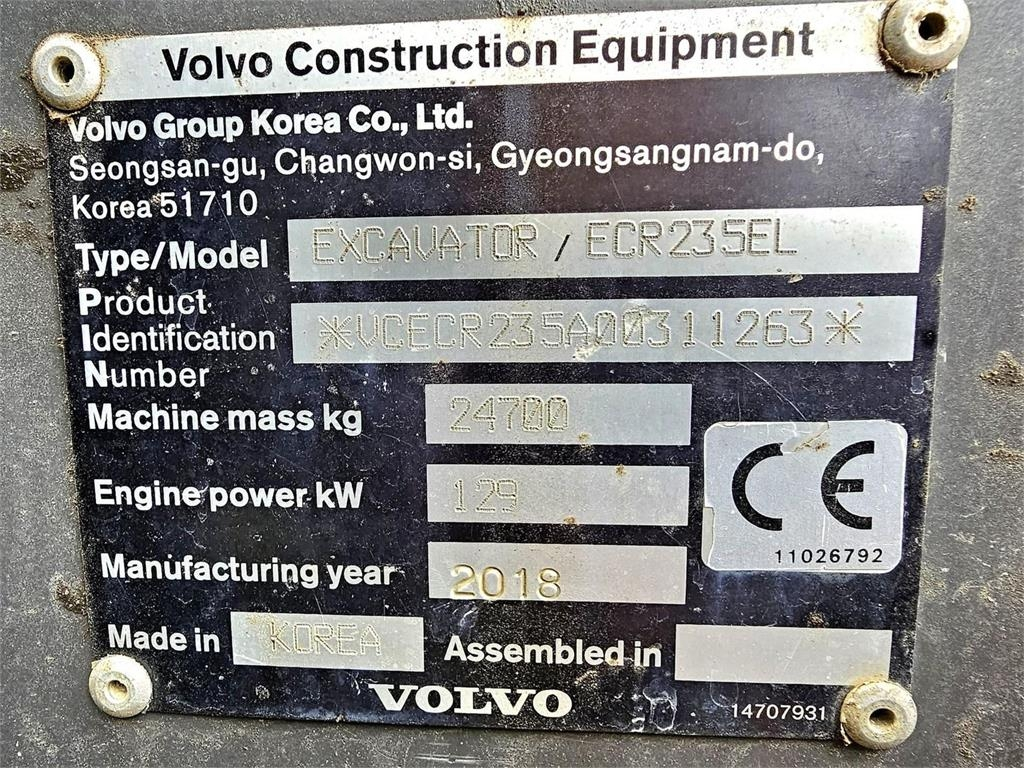 Volvo Construction Equipment
Volvo Group Korea Co., Ltd.
Seongsan-gu, Changwon-si, Gyeongsangnam-do,
Korea 51710
Type/Model EXCAVATOR / ECR235EL
Product
Identification *VCECR235A00311263*
Number
Machine mass kg 24700
Engine power kW 129
CE
11026792
Manufacturing year 2018
Made in KOREA Assembled in
VOLVO 14707931